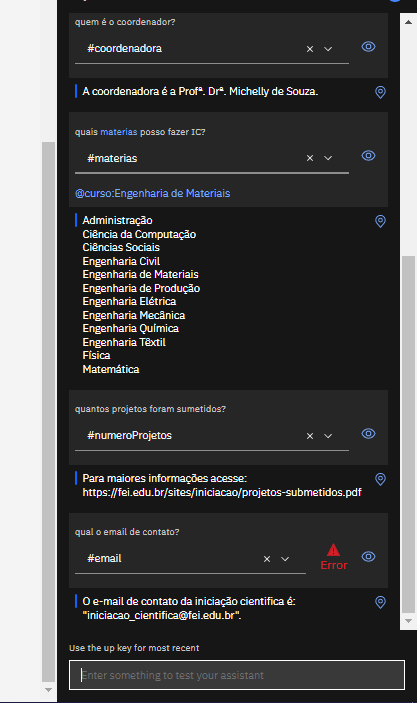 quem é o coordenador?
#coordenadora
A coordenadora é a Profª. Drª. Michelly de Souza.
quais materias posso fazer IC?
#materias
@curso:Engenharia de Materiais
Administração
Ciência da Computação
Ciências Sociais
Engenharia Civil
Engenharia de Materiais
Engenharia de Produção
Engenharia Elétrica
Engenharia Mecânica
Engenharia Química
Engenharia Têxtil
Física
Matemática
quantos projetos foram sumetidos?
#numeroProjetos
Para maiores informações acesse:
https://fei.edu.br/sites/iniciacao/projetos-submetidos.pdf
qual o email de contato?
#email
Error
O e-mail de contato da iniciação cientifica é:
"iniciacao_cientifica@fei.edu.br".
Use the up key for most recent
Enter something to test your assistant